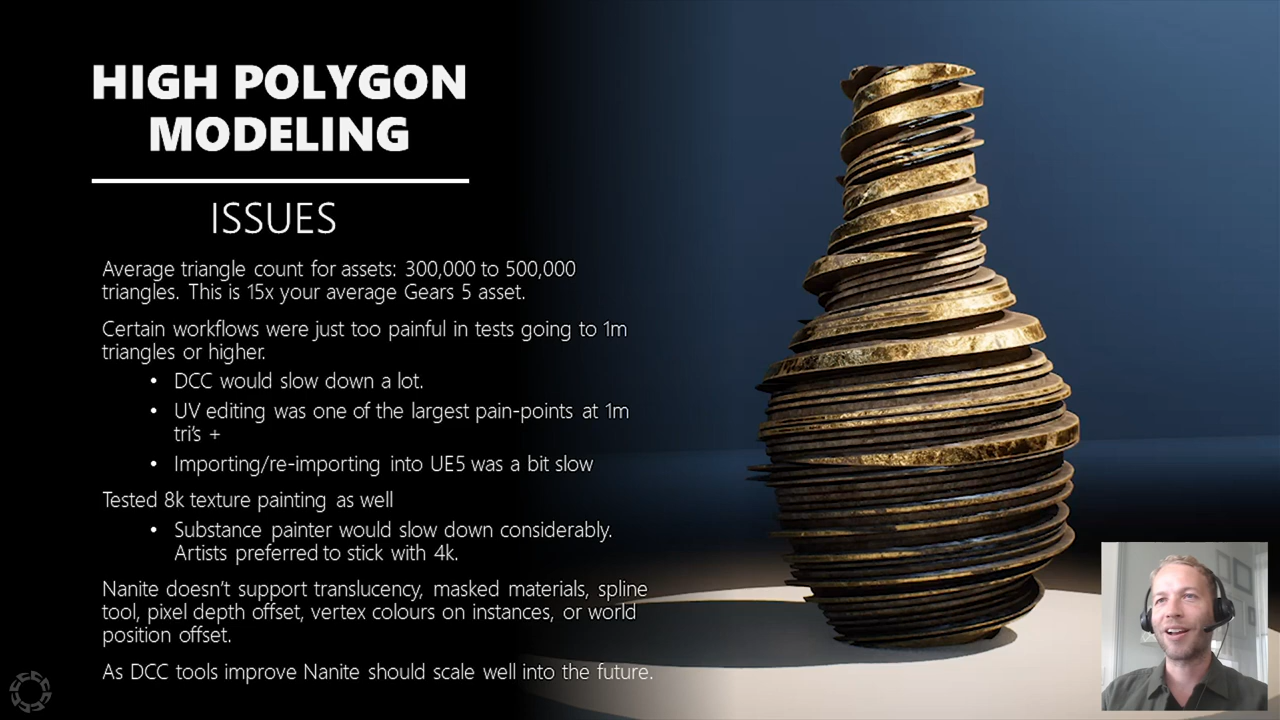 HIGH POLYGON
MODELING
ISSUES
Average triangle count for assets: 300,000 to 500,000
triangles. This is 15x your average Gears 5 asset.
Certain workflows were just too painful in tests going to 1m
triangles or higher.
• DCC would slow down a lot.
• UV editing was one of the largest pain-points at 1m
tri's +
• Importing/re-importing into UE5 was a bit slow
Tested 8k texture painting as well
• Substance painter would slow down considerably.
Artists preferred to stick with 4k.
Nanite doesn't support translucency, masked materials, spline
tool, pixel depth offset, vertex colours on instances, or world
position offset.
As DCC tools improve Nanite should scale well into the future.